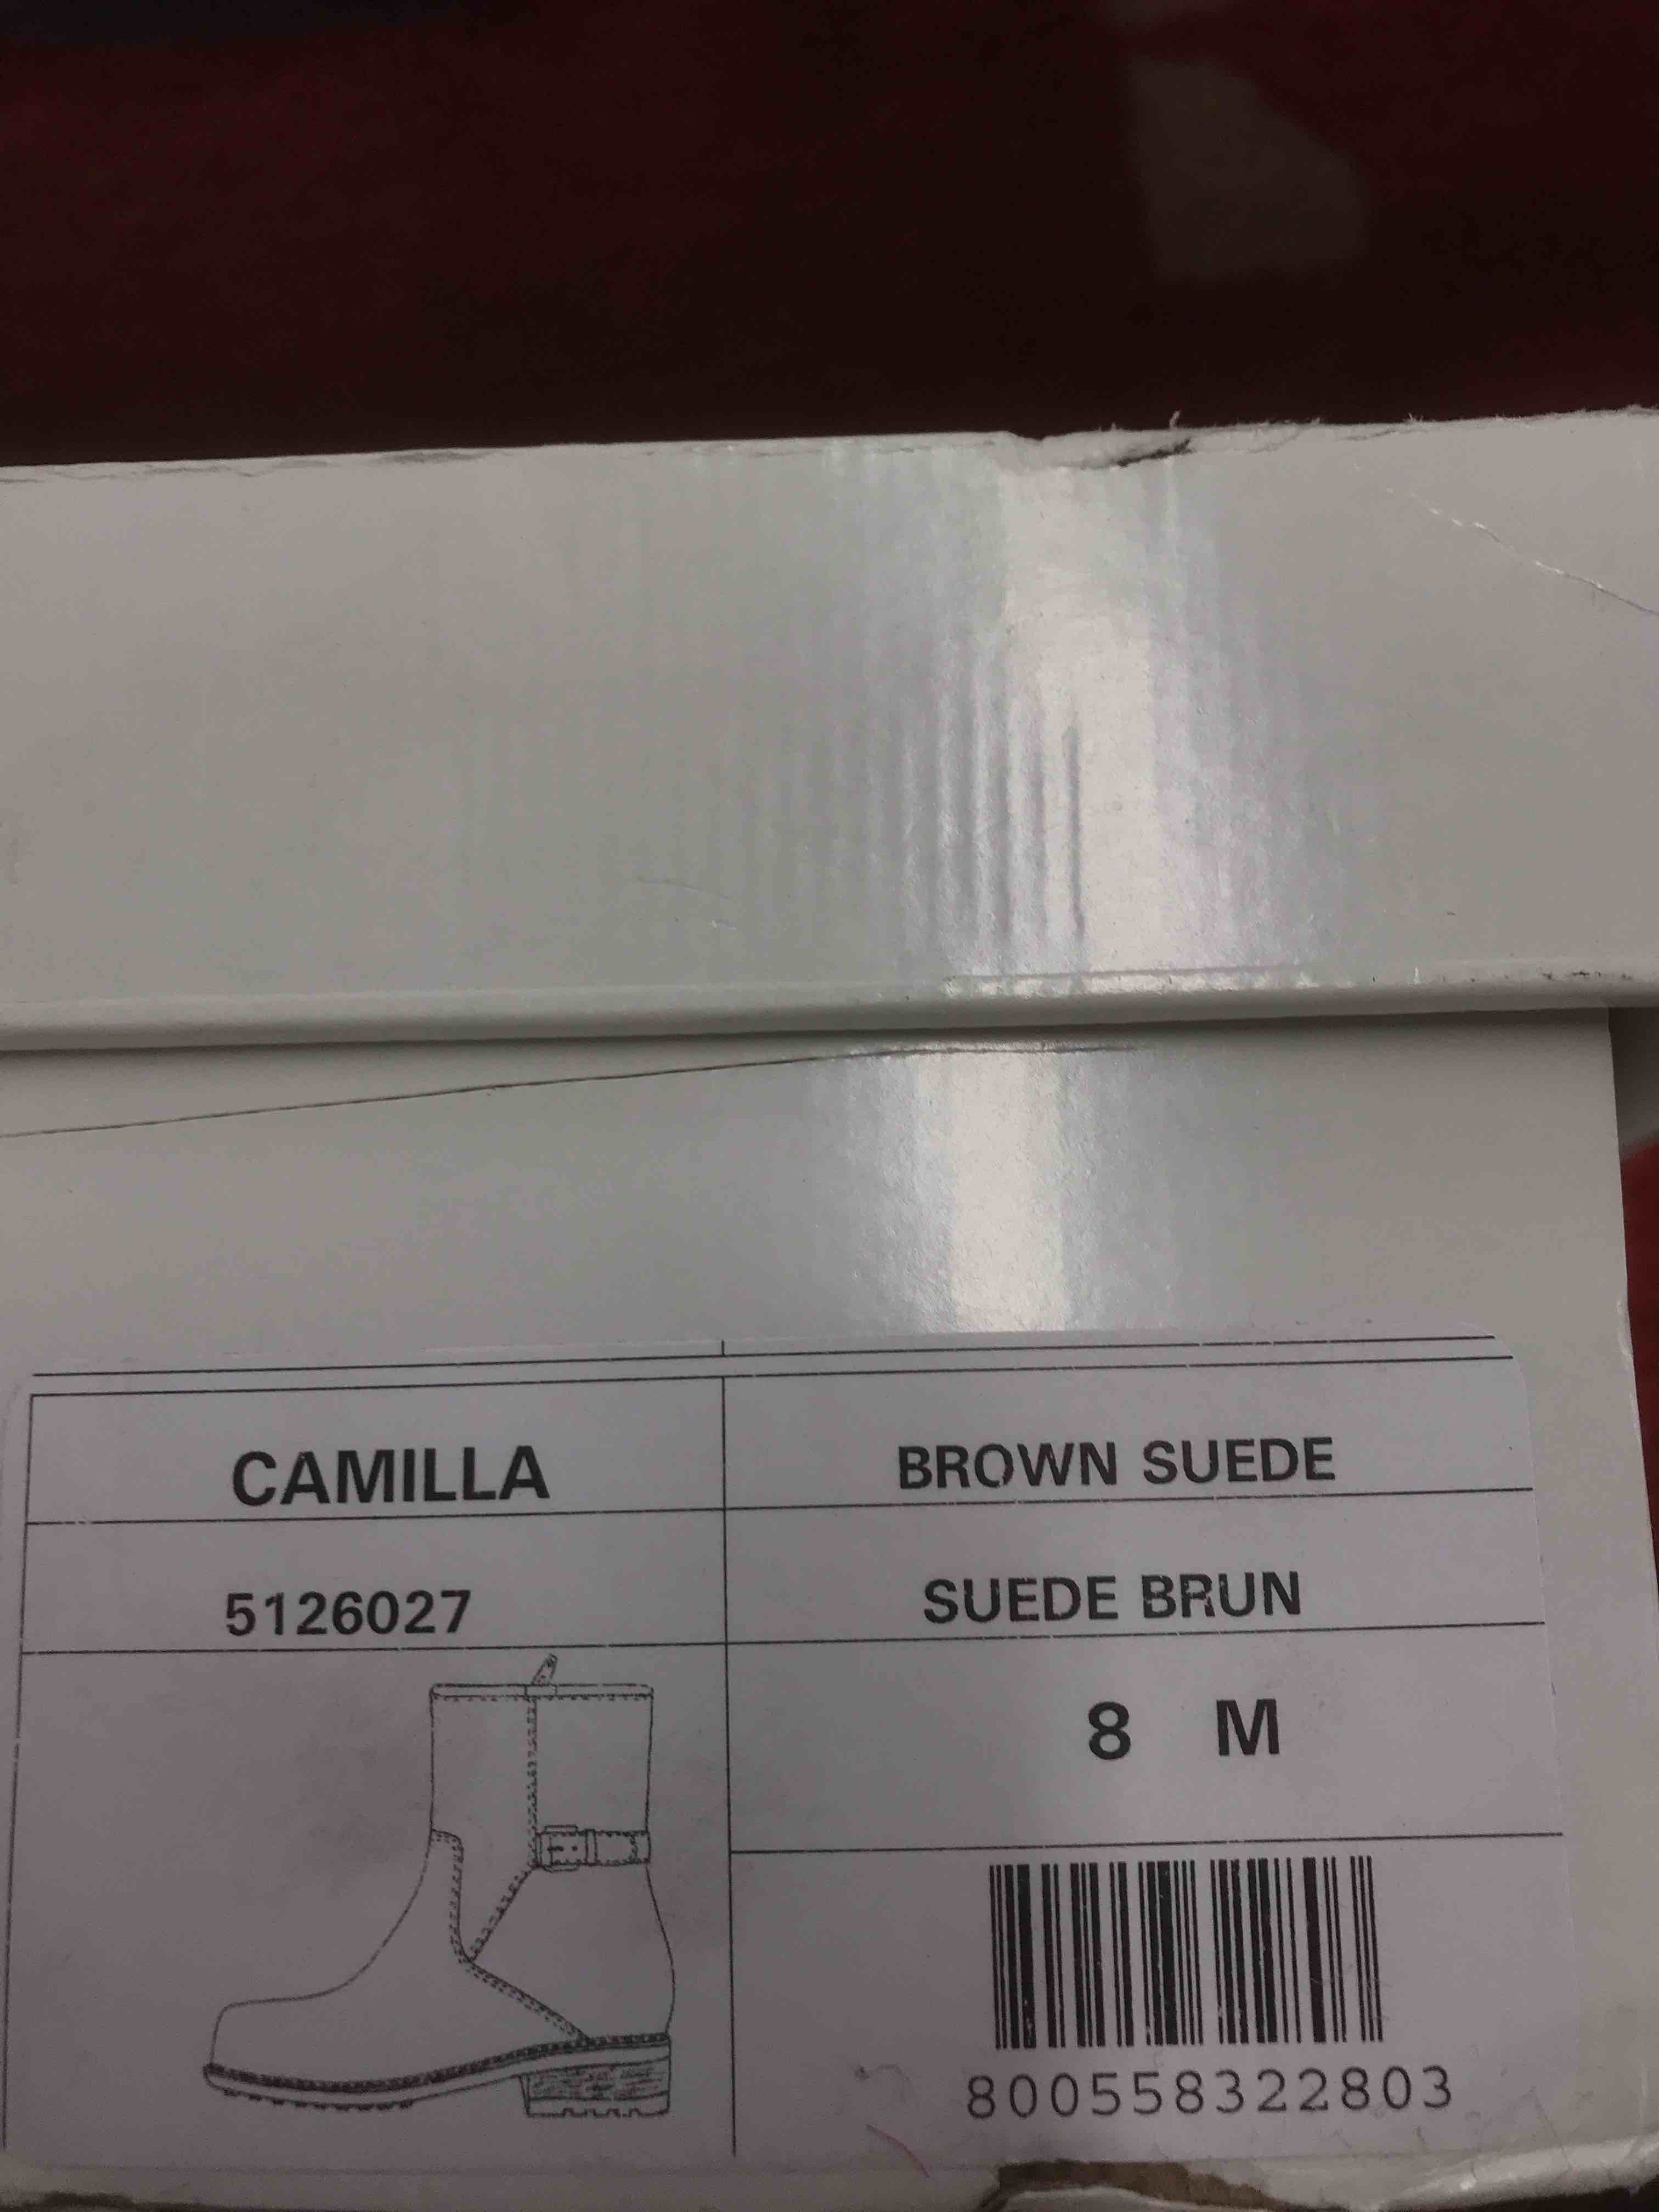 CAMILLA
BROWN SUEDE
5126027
SUEDE BRUN
8 M
800558322803